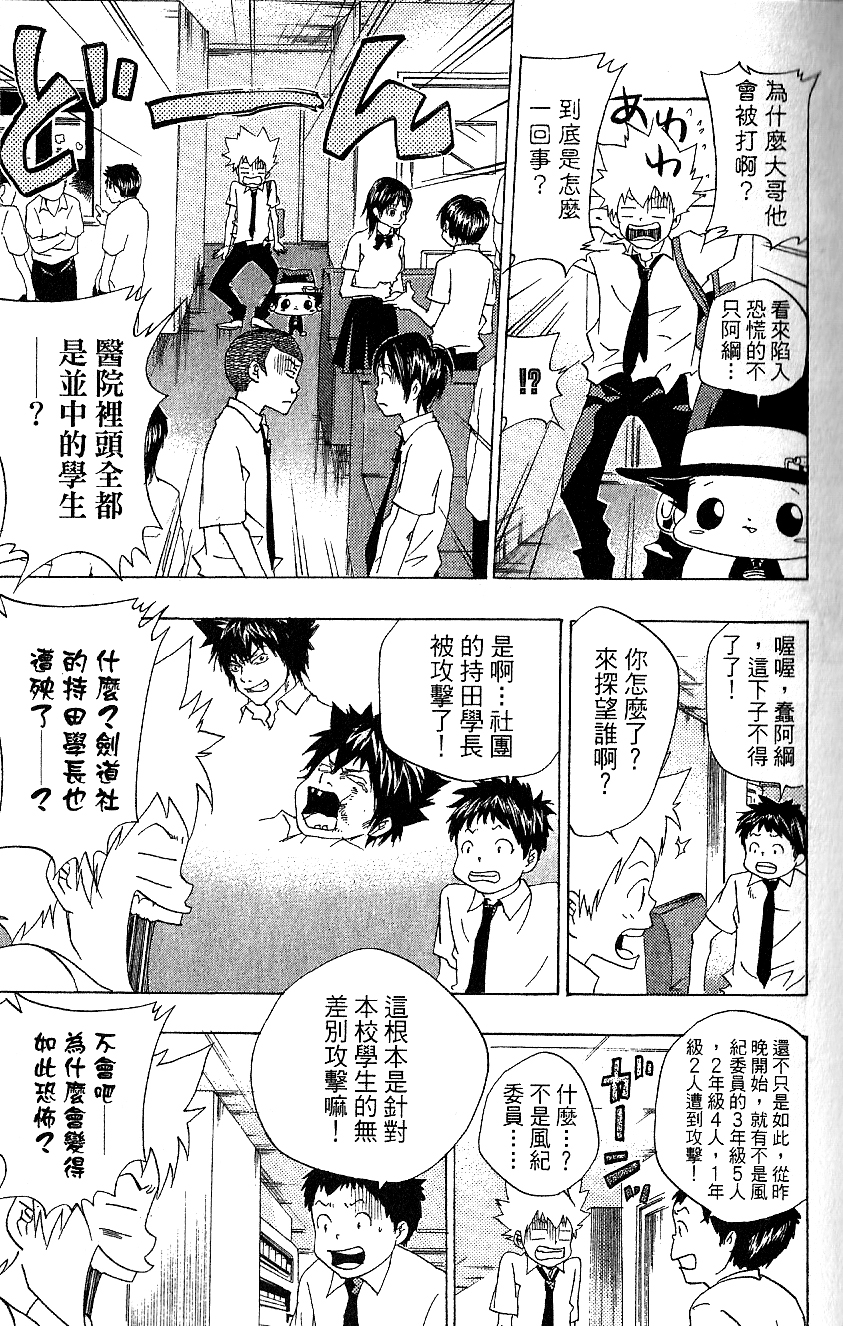 為什麼大哥他
會被打啊？
到底是怎麼
一回事？
あわわわ
看來陷入
恐慌的不
只阿綱…
!?
どーん
醫院裡頭全都
是並中的學生
——？
喔喔，蠢阿綱
，這下子不得
了了！
你怎麼了？
來探望誰啊？
是啊…社團
的持田學長
被攻擊了！
什麼？劍道社
的持田學長也
遭殃了——？
還不只是如此，從昨
晚開始，就有不是風
紀委員的3年級5人
，2年級4人，1年
級2人遭到攻擊！
ガーン
什麼…？
不是風紀
委員……
這根本是針對
本校學生的無
差別攻擊嘛！
不會吧——
為什麼會變得
如此恐怖？